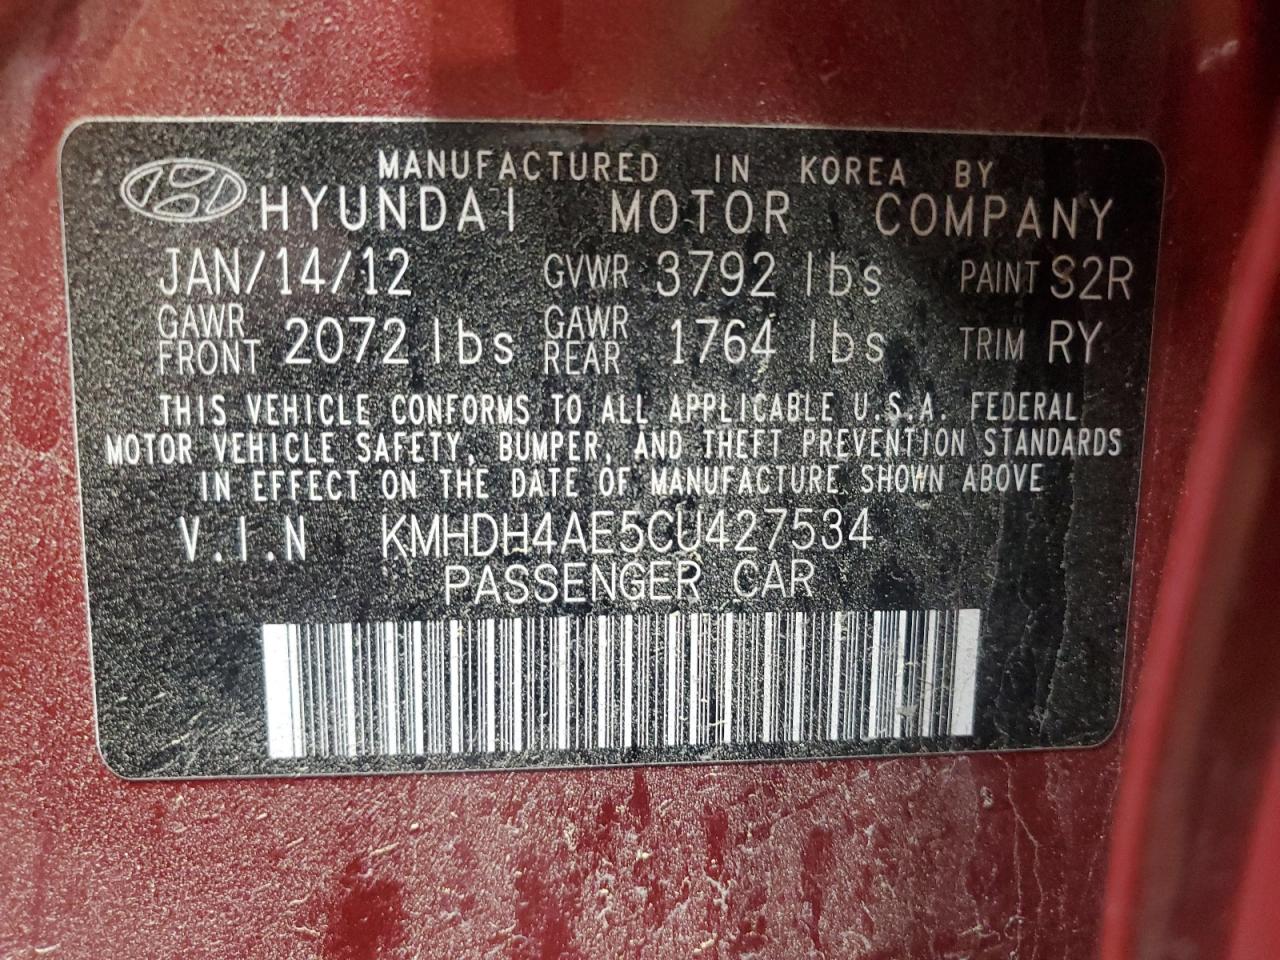 MANUFACTURED IN KOREA BY
HYUNDAI MOTOR COMPANY
JAN/14/12 GVWR 3792 lbs PAINT S2R
GAWR FRONT 2072 lbs GAWR REAR 1764 lbs TRIM RY
THIS VEHICLE CONFORMS TO ALL APPLICABLE U.S.A. FEDERAL
MOTOR VEHICLE SAFETY, BUMPER, AND THEFT PREVENTION STANDARDS
IN EFFECT ON THE DATE OF MANUFACTURE SHOWN ABOVE
V.I.N KMHDH4AE5CU427534
PASSENGER CAR